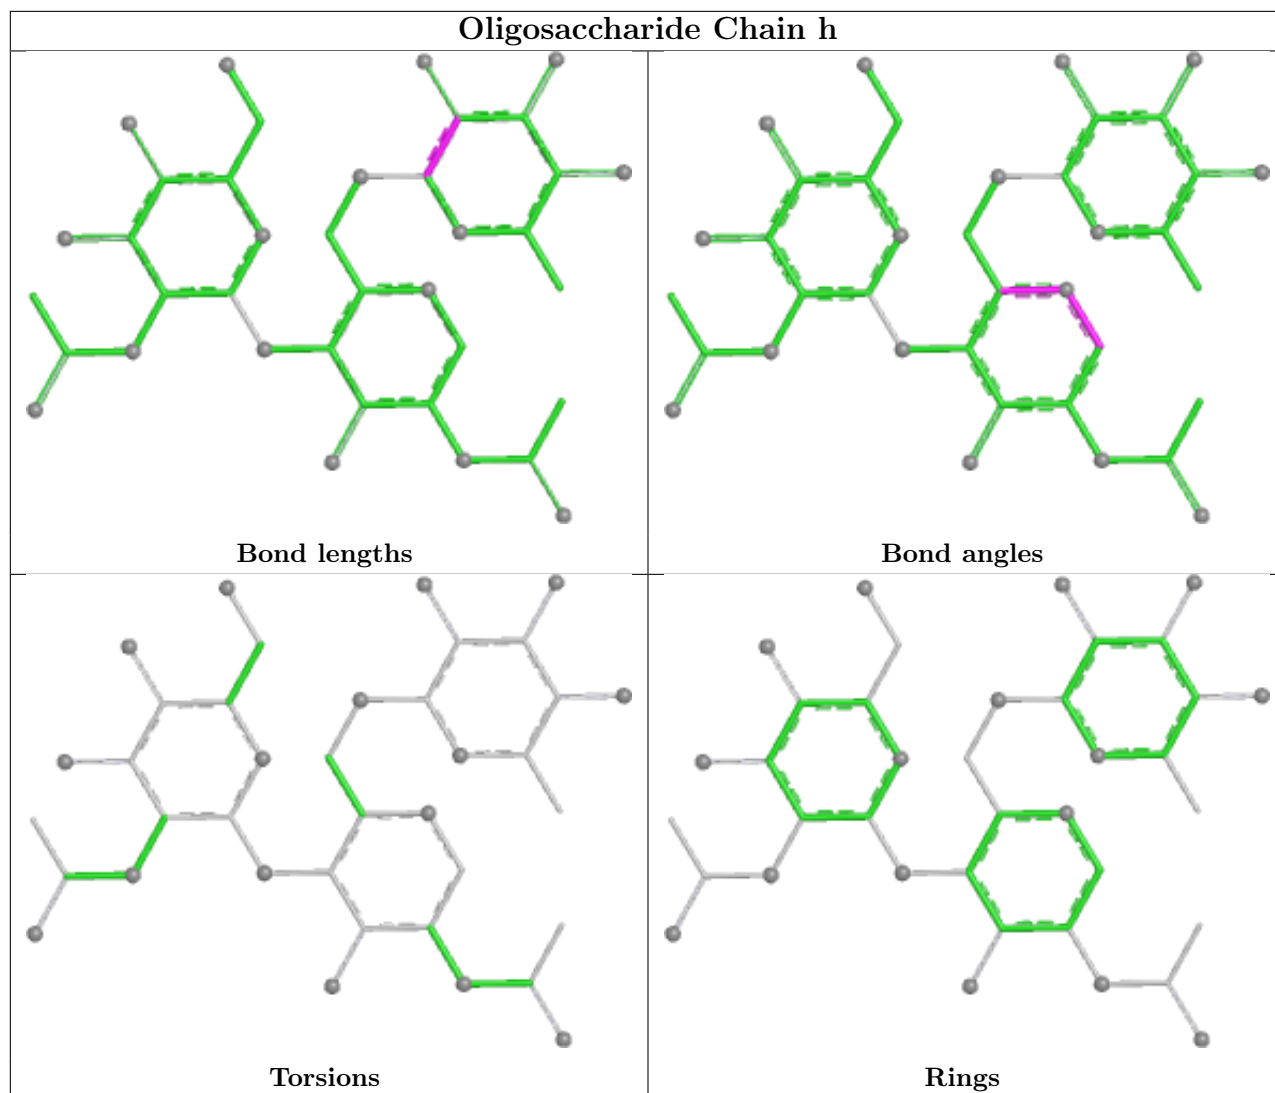 Oligosaccharide Chain h
Bond lengths
Bond angles
Torsions
Rings